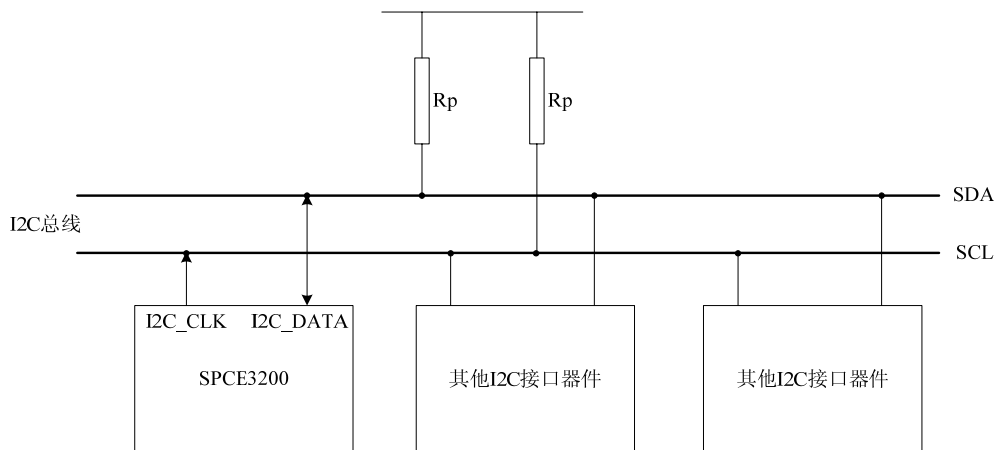 Rp
Rp
SDA
I2C总线
SCL
I2C_CLK
I2C_DATA
SPCE3200
其他I2C接口器件
其他I2C接口器件